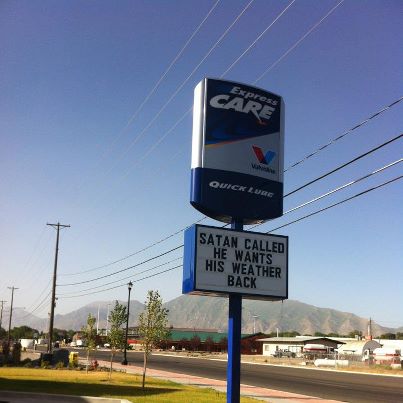 Express
CARE
Valvoline
QUICK LUBE
SATAN CALLED
HE WANTS
HIS WEATHER
BACK